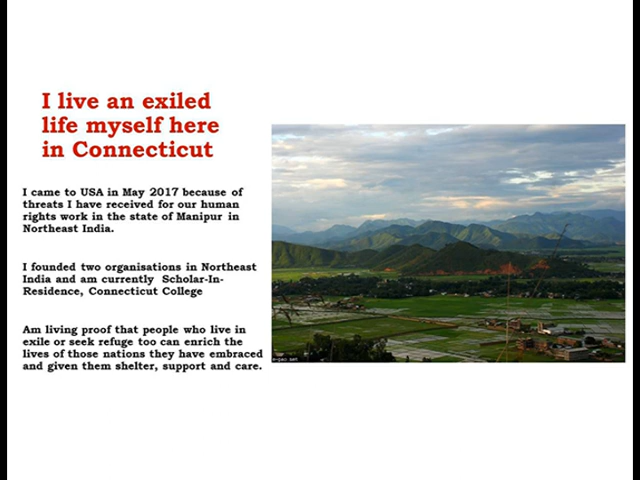 I live an exiled
life myself here
in Connecticut
I came to USA in May 2017 because of
threats I have received for our human
rights work in the state of Manipur in
Northeast India.
I founded two organisations in Northeast
India and am currently Scholar-In-
Residence, Connecticut College
Am living proof that people who live in
exile or seek refuge too can enrich the
lives of those nations they have embraced
and given them shelter, support and care.
e-pao.net